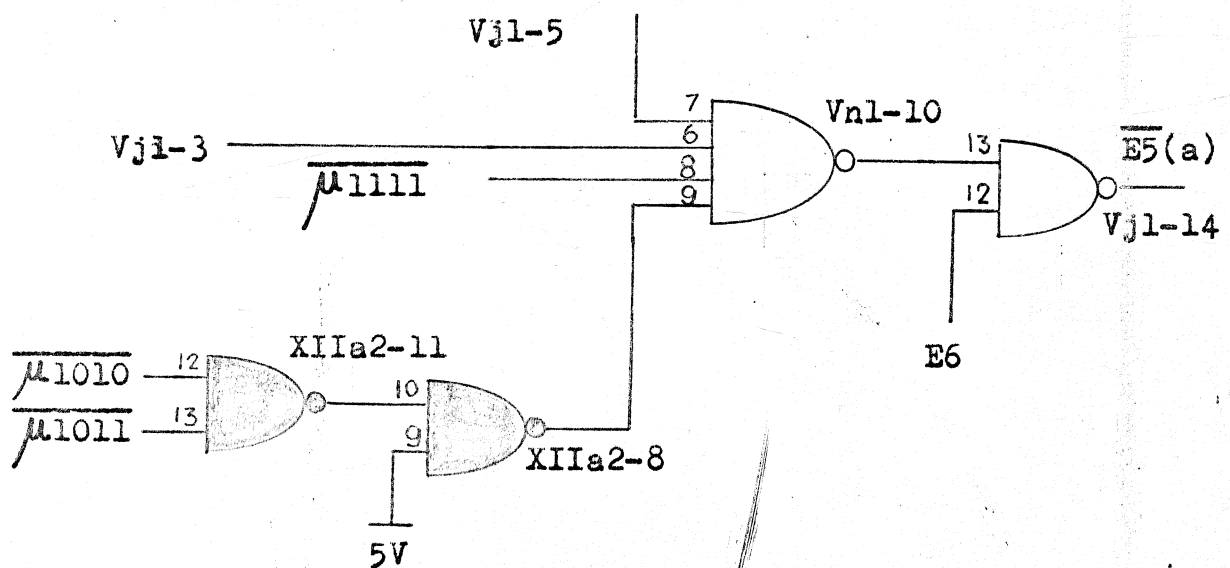 Vj1-5
7
Vn1-10
Vj1-3
6
13
E5(a)
μ1111
8
9
12
Vj1-14
E6
μ1010
12
XIIa2-11
10
μ1011
13
9
XIIa2-8
5V